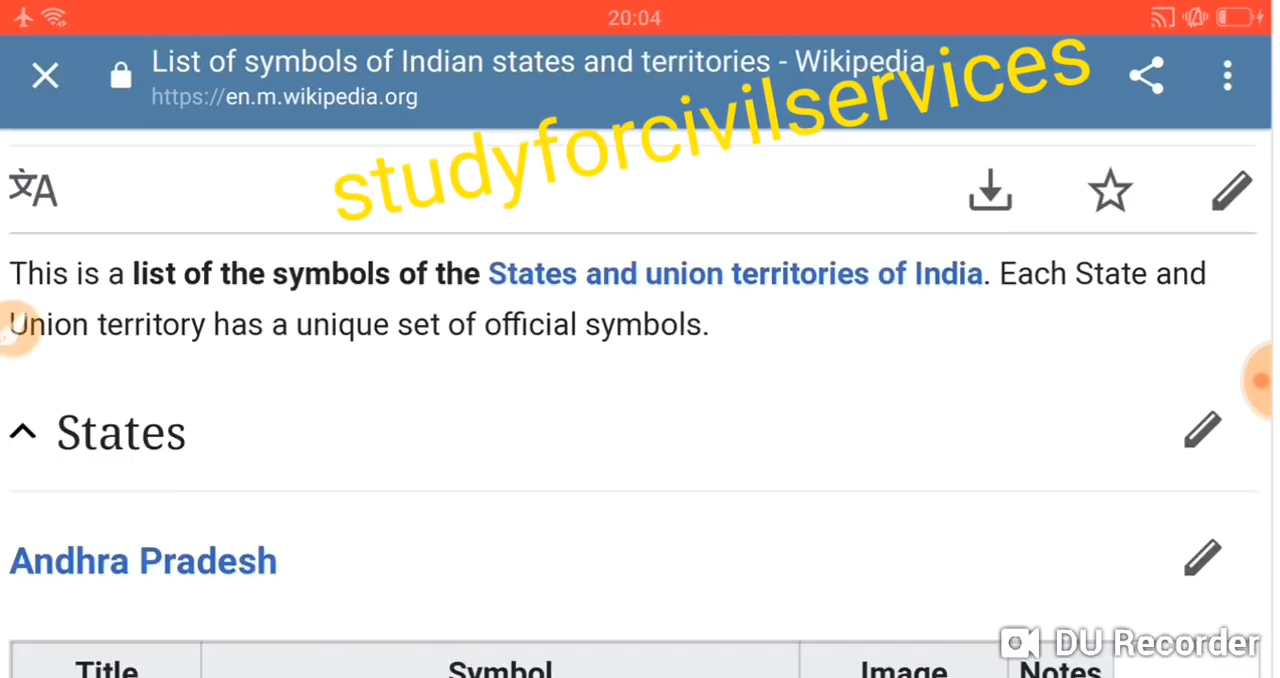 20:04
List of symbols of Indian states and territories - Wikipedia
https://en.m.wikipedia.org
studyforcivilservices
文A
This is a list of the symbols of the States and union territories of India. Each State and
Union territory has a unique set of official symbols.
States
Andhra Pradesh
DU Recorder
Title Symbol Image Notes